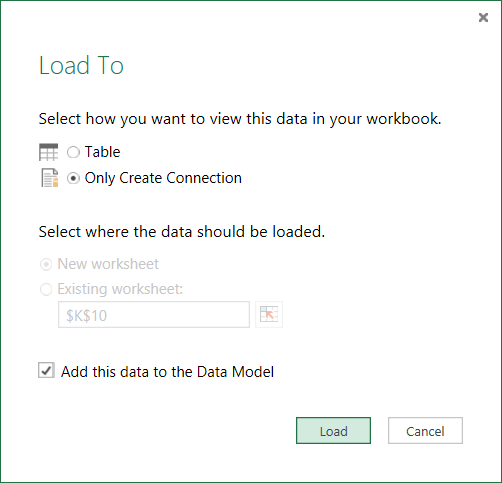 Load To
Select how you want to view this data in your workbook.
Table
Only Create Connection
Select where the data should be loaded.
New worksheet
Existing worksheet:
$K$10
Add this data to the Data Model
Load
Cancel